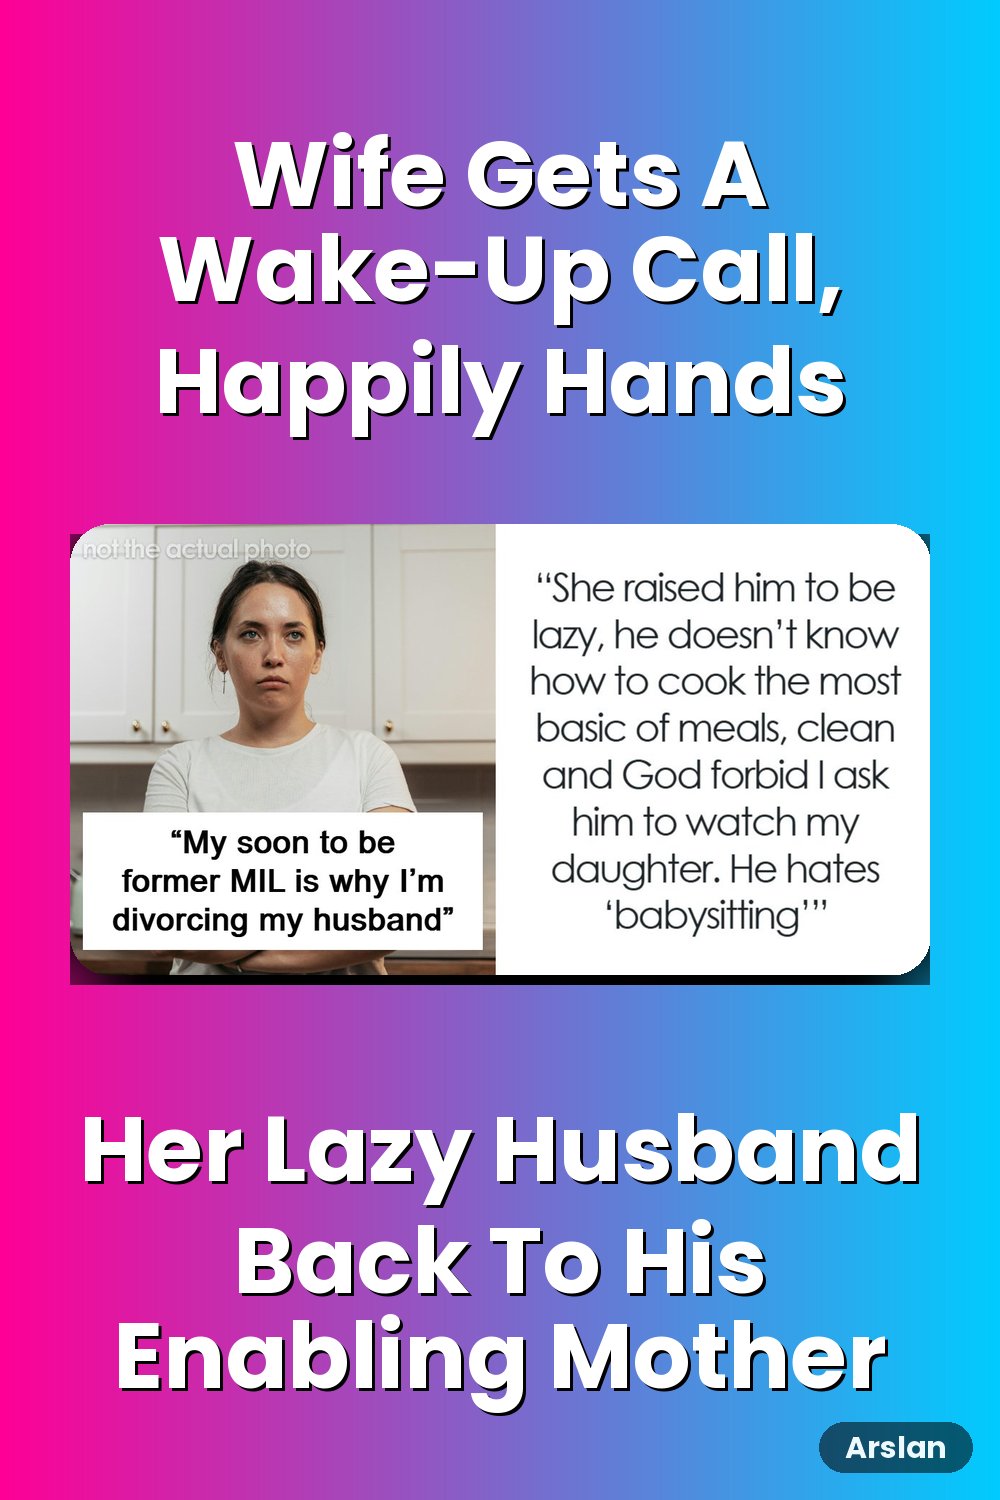 Wife Gets A
Wake-Up Call,
Happily Hands
not the actual photo
“My soon to be
former MIL is why I’m
divorcing my husband”
“She raised him to be
lazy, he doesn’t know
how to cook the most
basic of meals, clean
and God forbid I ask
him to watch my
daughter. He hates
‘babysitting’”
Her Lazy Husband
Back To His
Enabling Mother
Arslan